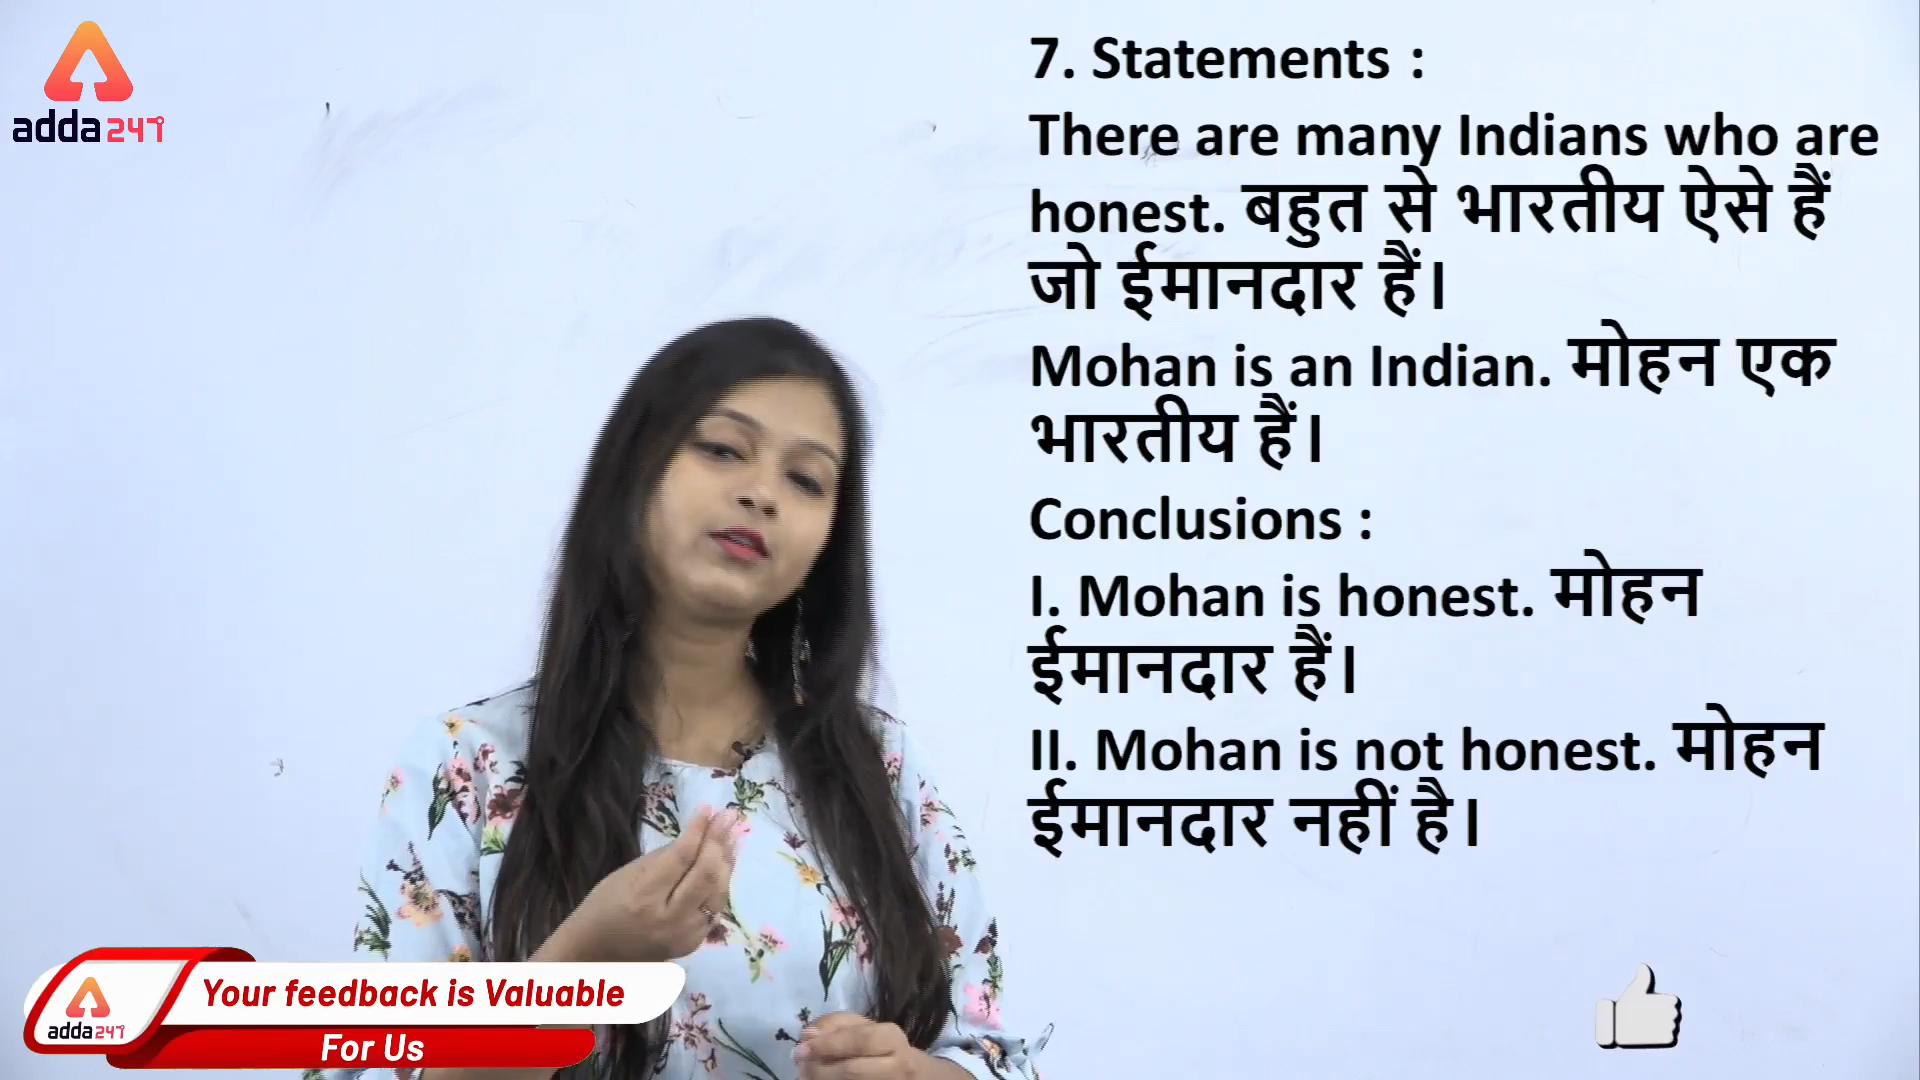 adda247
7. Statements :
There are many Indians who are
honest. बहुत से भारतीय ऐसे हैं
जो ईमानदार हैं।
Mohan is an Indian. मोहन एक
भारतीय हैं।
Conclusions :
I. Mohan is honest. मोहन
ईमानदार हैं।
II. Mohan is not honest. मोहन
ईमानदार नहीं है।
adda247
Your feedback is Valuable
For Us